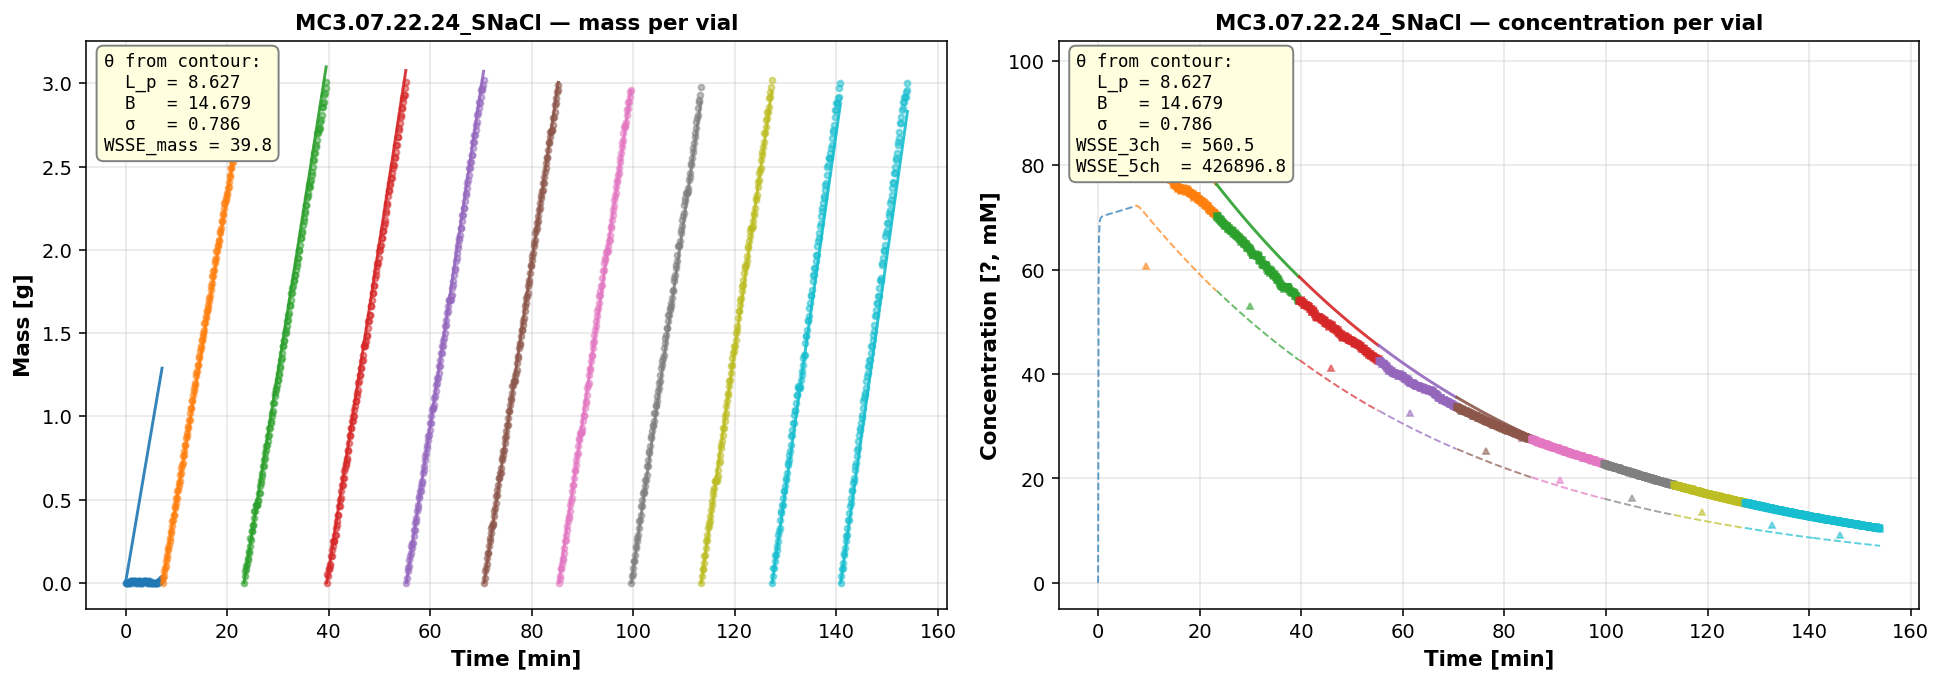 MC3.07.22.24_SNaCl — mass per vial
θ from contour:
L_p = 8.627
B = 14.679
σ = 0.786
WSSE_mass = 39.8
3.0
2.5
2.0
1.5
1.0
0.5
0.0
Mass [g]
0 20 40 60 80 100 120 140 160
Time [min]
MC3.07.22.24_SNaCl — concentration per vial
θ from contour:
L_p = 8.627
B = 14.679
σ = 0.786
WSSE_3ch = 560.5
WSSE_5ch = 426896.8
100
80
60
40
20
0
Concentration [?, mM]
0 20 40 60 80 100 120 140 160
Time [min]